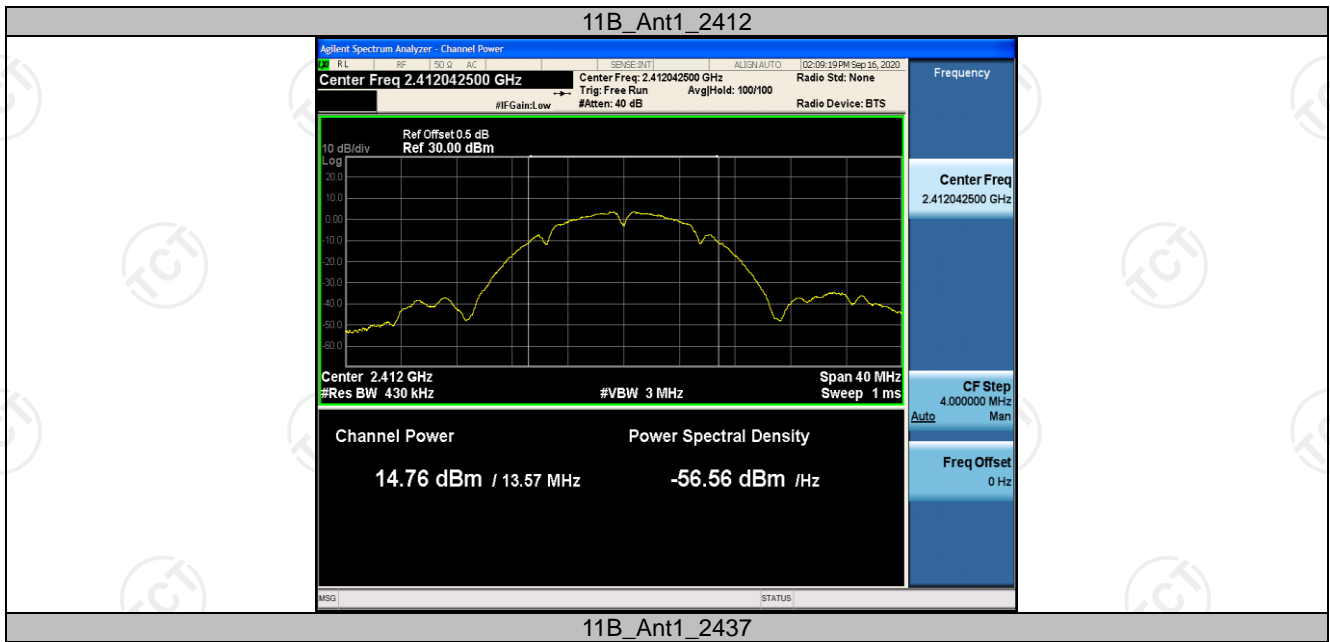 11B_Ant1_2412
Agilent Spectrum Analyzer - Channel Power
RL RF 50 Ω AC SENSE:INT ALIGN AUTO 02:09:19 PM Sep 16, 2020
Center Freq 2.412042500 GHz
Center Freq: 2.412042500 GHz
Radio Std: None
Trig: Free Run
Avg|Hold: 100/100
#IFGain:Low
#Atten: 40 dB
Radio Device: BTS
Ref Offset 0.5 dB
10 dB/div
Ref 30.00 dBm
Log
20.0
10.0
0.00
-10.0
-20.0
-30.0
-40.0
-50.0
-60.0
Center 2.412 GHz
Span 40 MHz
#Res BW 430 kHz
#VBW 3 MHz
Sweep 1 ms
Channel Power
Power Spectral Density
14.76 dBm / 13.57 MHz
-56.56 dBm /Hz
MSG
STATUS
Frequency
Center Freq
2.412042500 GHz
CF Step
4.000000 MHz
Auto Man
Freq Offset
0 Hz
TCT
TCT
TCT
TCT
11B_Ant1_2437